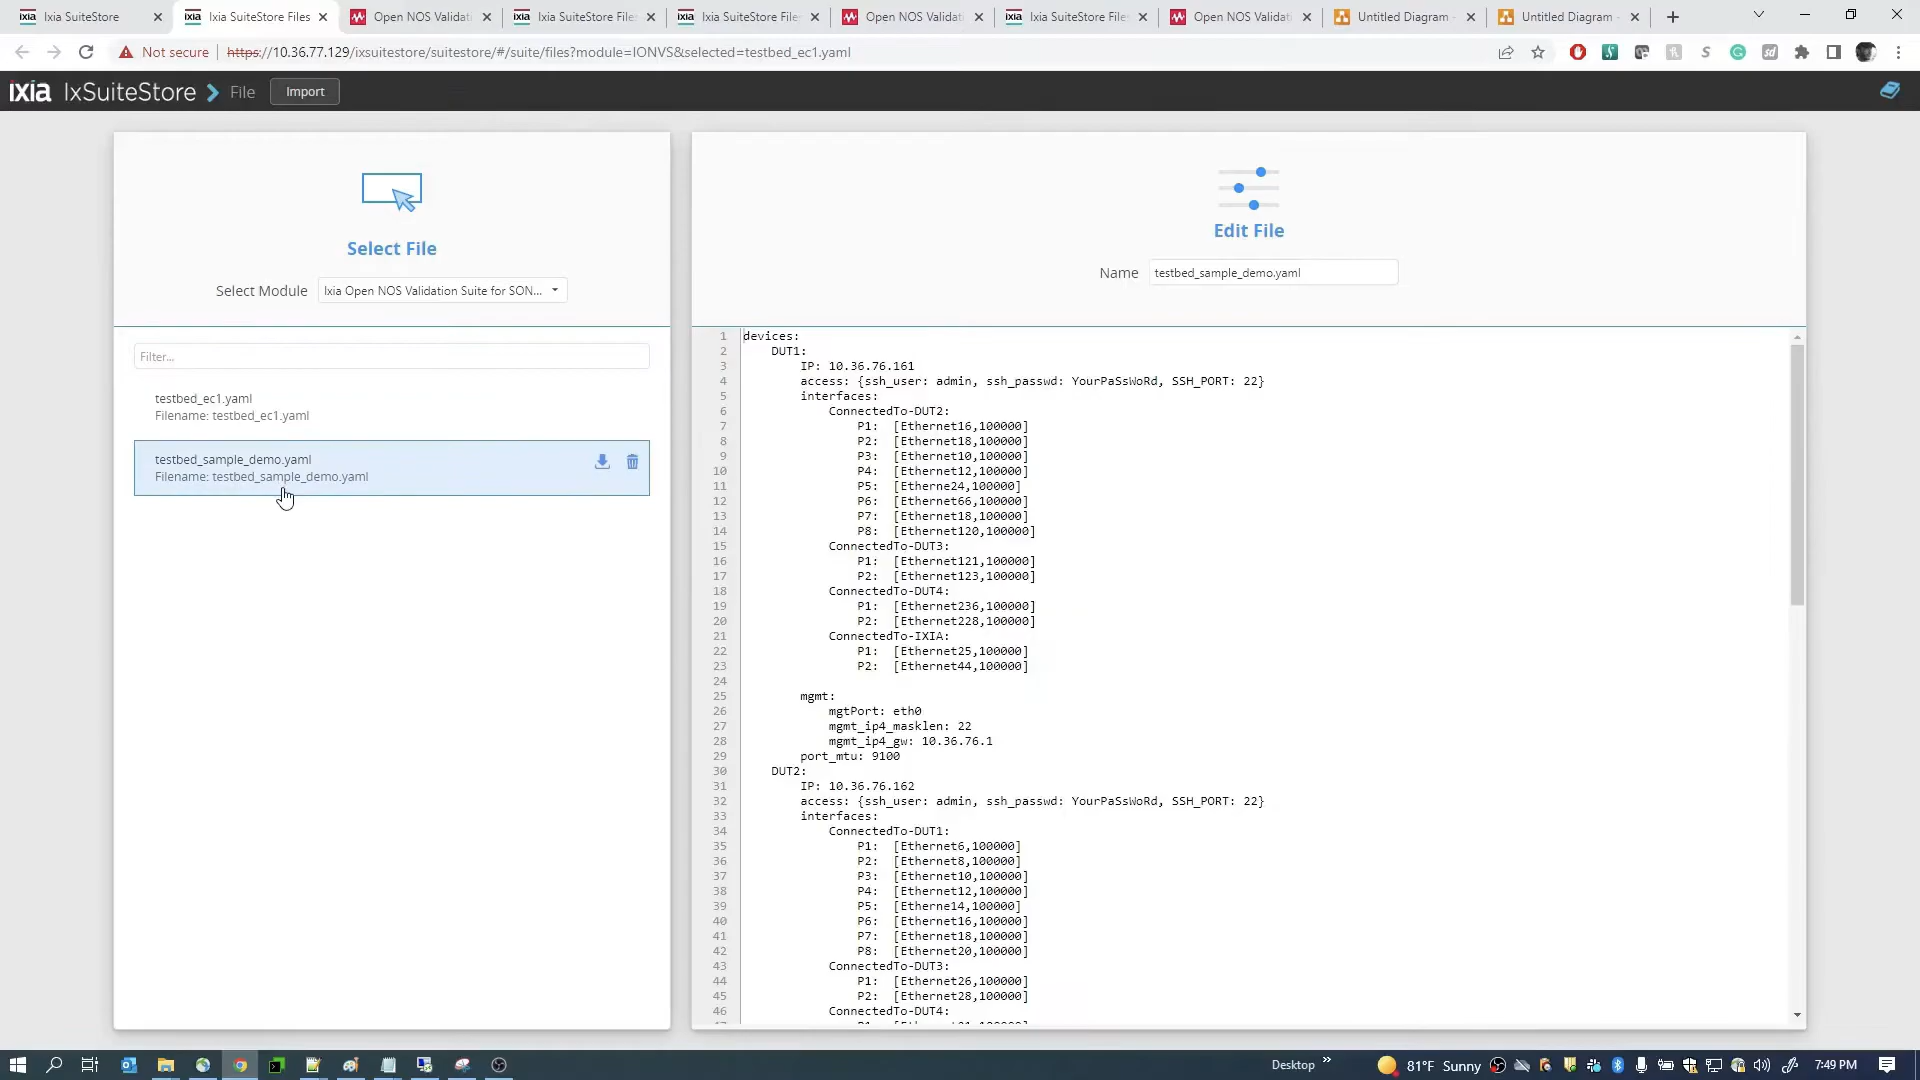 Ixia SuiteStore
Ixia SuiteStore Files
Open NOS Validati
Ixia SuiteStore File
Ixia SuiteStore File
Open NOS Validati
Ixia SuiteStore File
Open NOS Validati
Untitled Diagram
Untitled Diagram
Not secure
https://10.36.77.129/ixsuitestore/suitestore/#/suite/files?module=IONVS&selected=testbed_ec1.yaml
ixia IxSuiteStore File Import
Select File
Select Module Ixia Open NOS Validation Suite for SON...
Filter...
testbed_ec1.yaml
Filename: testbed_ec1.yaml
testbed_sample_demo.yaml
Filename: testbed_sample_demo.yaml
Edit File
Name testbed_sample_demo.yaml
1 devices:
2 DUT1:
3 IP: 10.36.76.161
4 access: {ssh_user: admin, ssh_passwd: YourPaSsWoRd, SSH_PORT: 22}
5 interfaces:
6 ConnectedTo-DUT2:
7 P1: [Ethernet16,100000]
8 P2: [Ethernet18,100000]
9 P3: [Ethernet10,100000]
10 P4: [Ethernet12,100000]
11 P5: [Etherne24,100000]
12 P6: [Ethernet66,100000]
13 P7: [Ethernet18,100000]
14 P8: [Ethernet120,100000]
15 ConnectedTo-DUT3:
16 P1: [Ethernet121,100000]
17 P2: [Ethernet123,100000]
18 ConnectedTo-DUT4:
19 P1: [Ethernet236,100000]
20 P2: [Ethernet228,100000]
21 ConnectedTo-IXIA:
22 P1: [Ethernet25,100000]
23 P2: [Ethernet44,100000]
24
25 mgmt:
26 mgtPort: eth0
27 mgmt_ip4_masklen: 22
28 mgmt_ip4_gw: 10.36.76.1
29 port_mtu: 9100
30 DUT2:
31 IP: 10.36.76.162
32 access: {ssh_user: admin, ssh_passwd: YourPaSsWoRd, SSH_PORT: 22}
33 interfaces:
34 ConnectedTo-DUT1:
35 P1: [Ethernet6,100000]
36 P2: [Ethernet8,100000]
37 P3: [Ethernet10,100000]
38 P4: [Ethernet12,100000]
39 P5: [Etherne14,100000]
40 P6: [Ethernet16,100000]
41 P7: [Ethernet18,100000]
42 P8: [Ethernet20,100000]
43 ConnectedTo-DUT3:
44 P1: [Ethernet26,100000]
45 P2: [Ethernet28,100000]
46 ConnectedTo-DUT4:
Desktop
81°F Sunny
7:49 PM